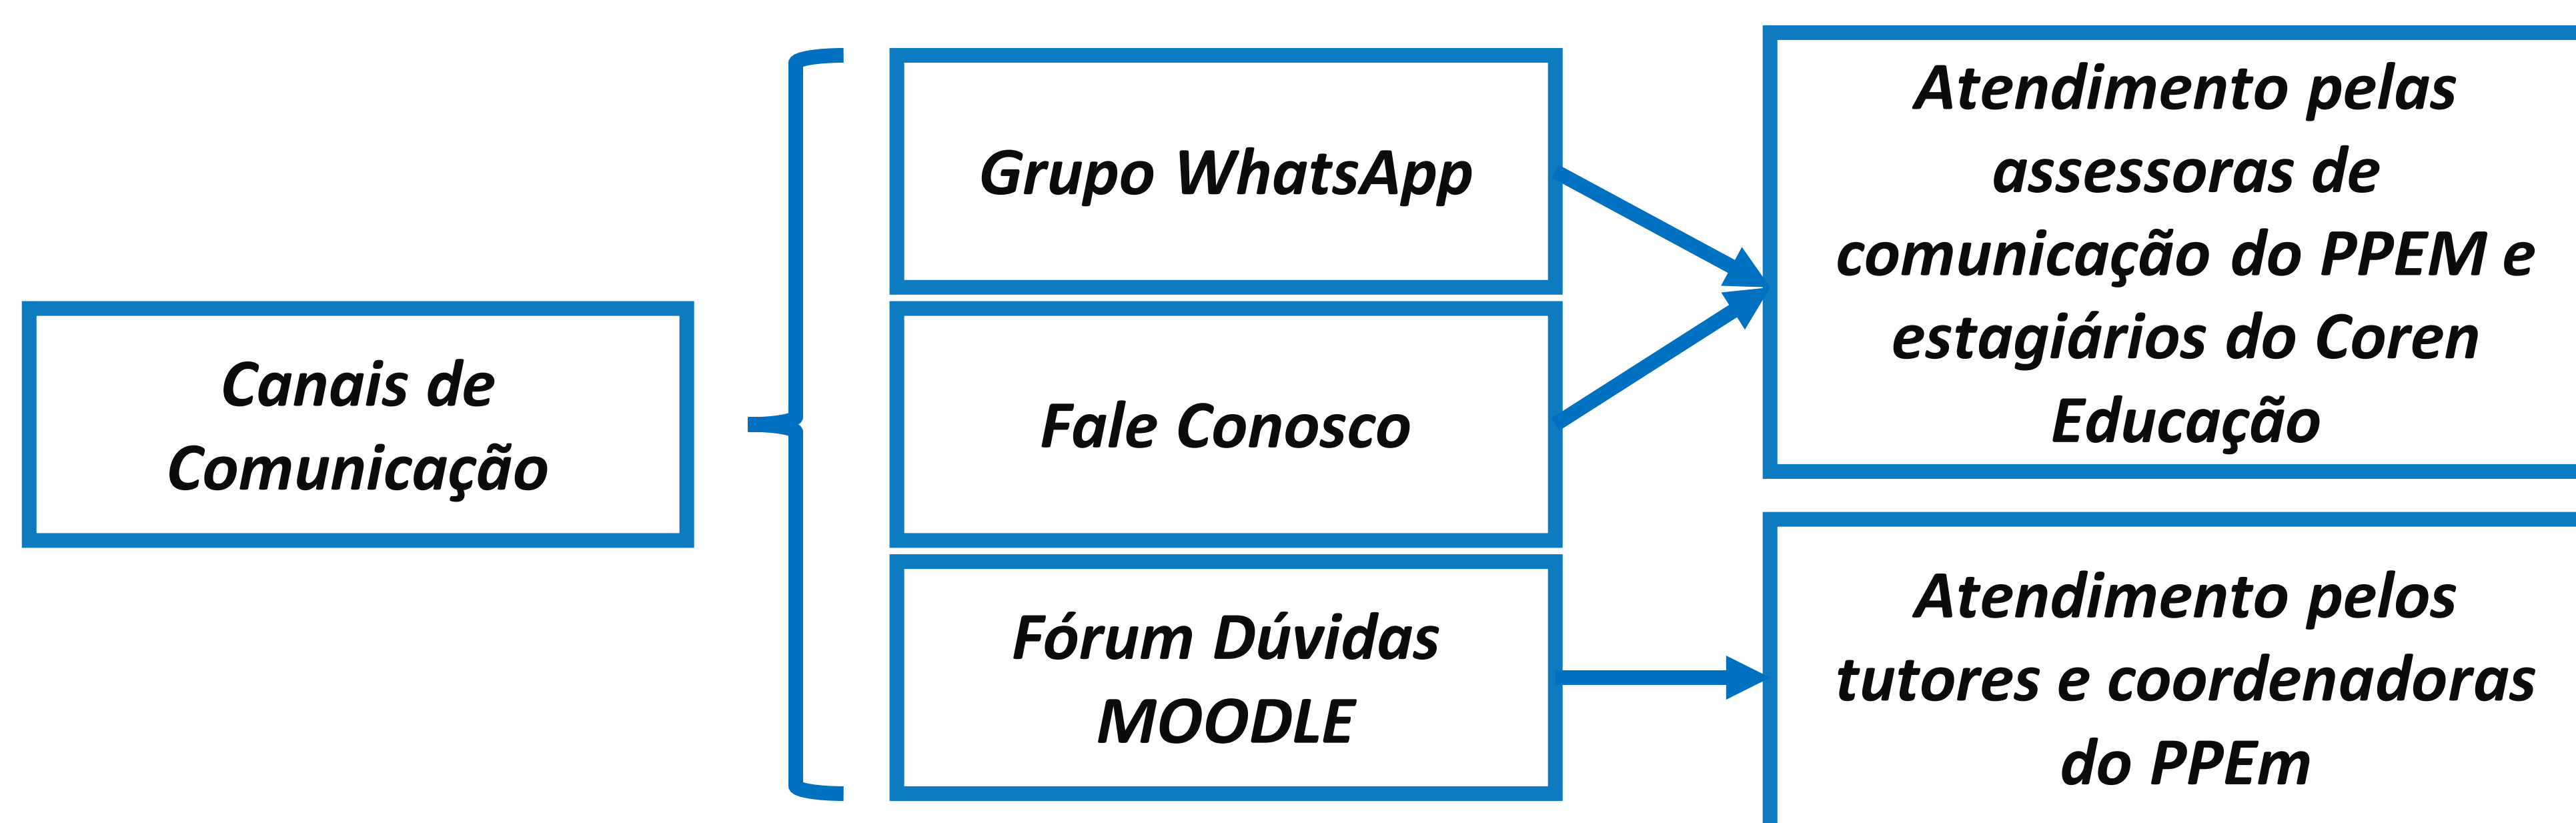 Canais de
Comunicação
Grupo WhatsApp
Fale Conosco
Fórum Dúvidas
MOODLE
Atendimento pelas
assessoras de
comunicação do PPEM e
estagiários do Coren
Educação
Atendimento pelos
tutores e coordenadoras
do PPEm